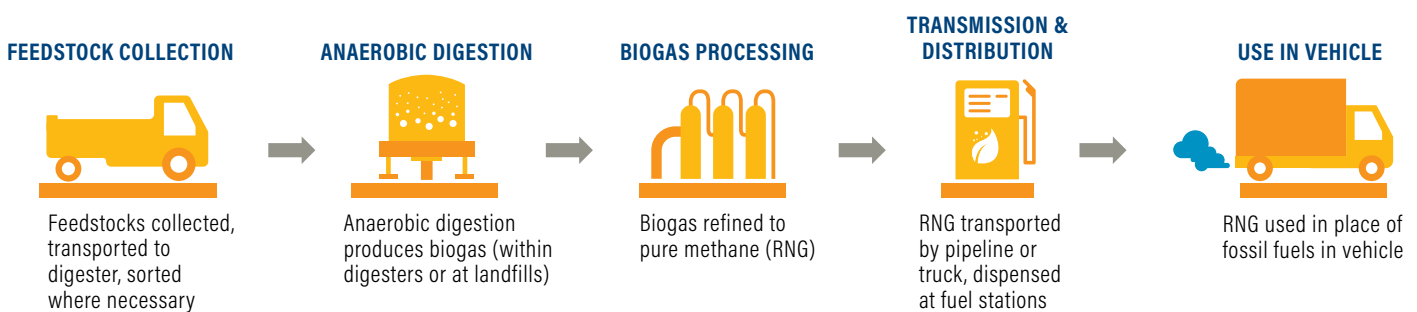 FEEDSTOCK COLLECTION
Feedstocks collected,
transported to
digester, sorted
where necessary
ANAEROBIC DIGESTION
Anaerobic digestion
produces biogas (within
digesters or at landfills)
BIOGAS PROCESSING
Biogas refined to
pure methane (RNG)
TRANSMISSION &
DISTRIBUTION
RNG transported
by pipeline or
truck, dispensed
at fuel stations
USE IN VEHICLE
RNG used in place of
fossil fuels in vehicle